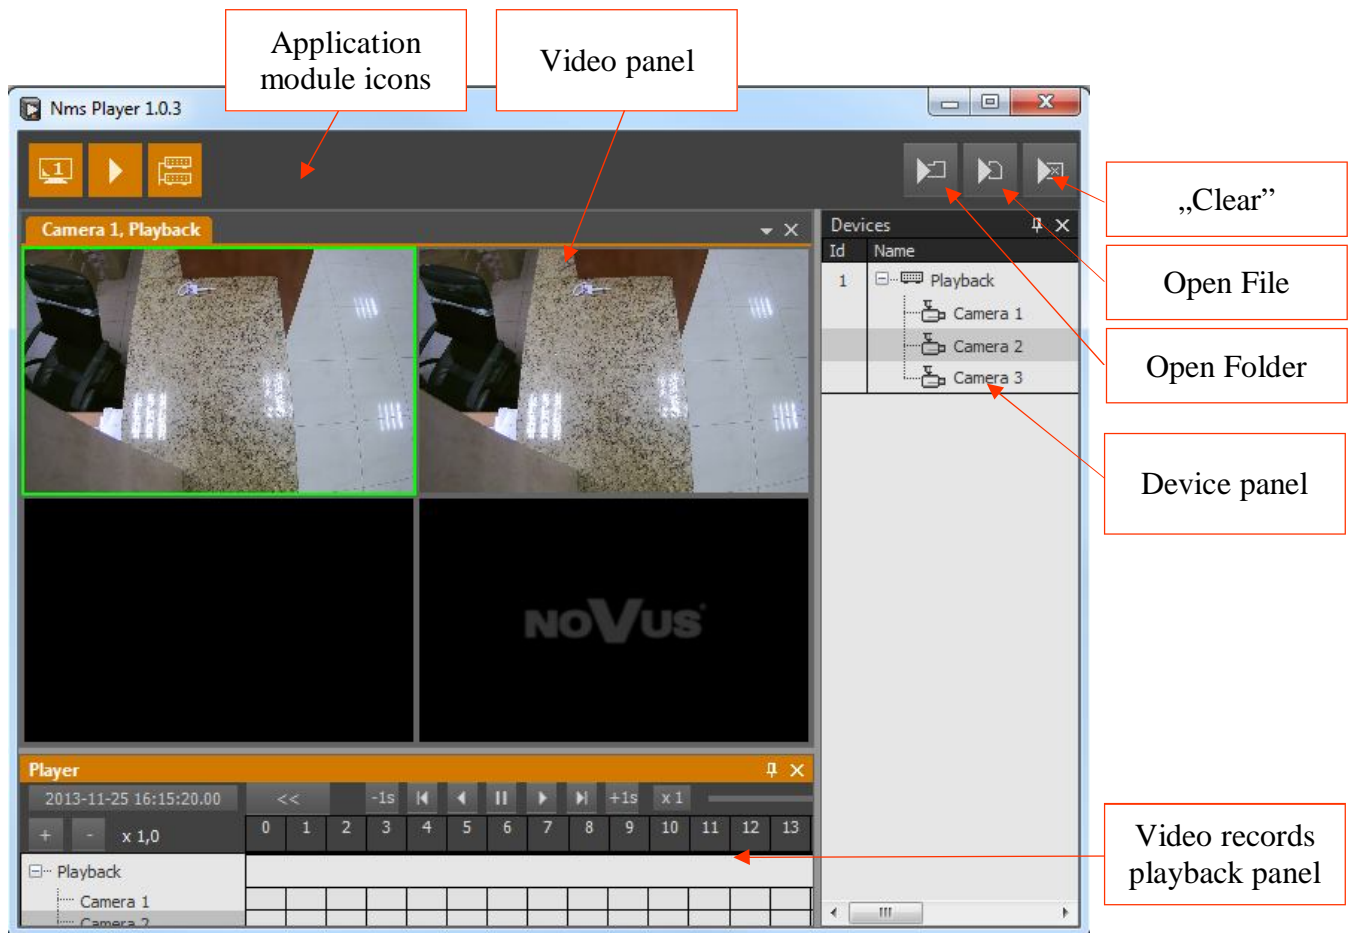 Application
module icons
Video panel
Nms Player 1.0.3
1
„Clear”
Camera 1, Playback
Devices
Id Name
1 Playback
Camera 1
Camera 2
Camera 3
Open File
Open Folder
Device panel
NOVUS
Player
2013-11-25 16:15:20.00 << -1s +1s x 1
+ - x 1,0 0 1 2 3 4 5 6 7 8 9 10 11 12 13
Playback
Camera 1
Camera 2
Video records
playback panel